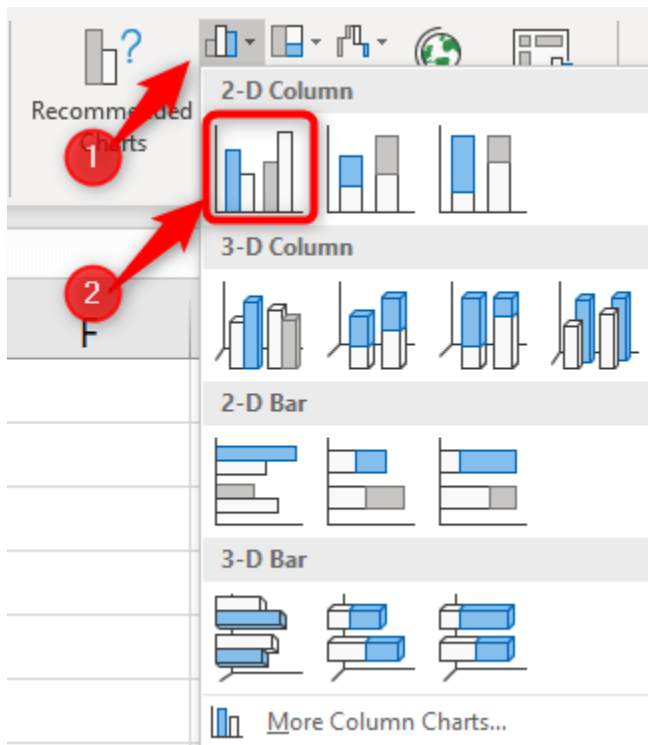 ?
Recommended
Charts
1
2-D Column
2
3-D Column
F
2-D Bar
3-D Bar
More Column Charts...